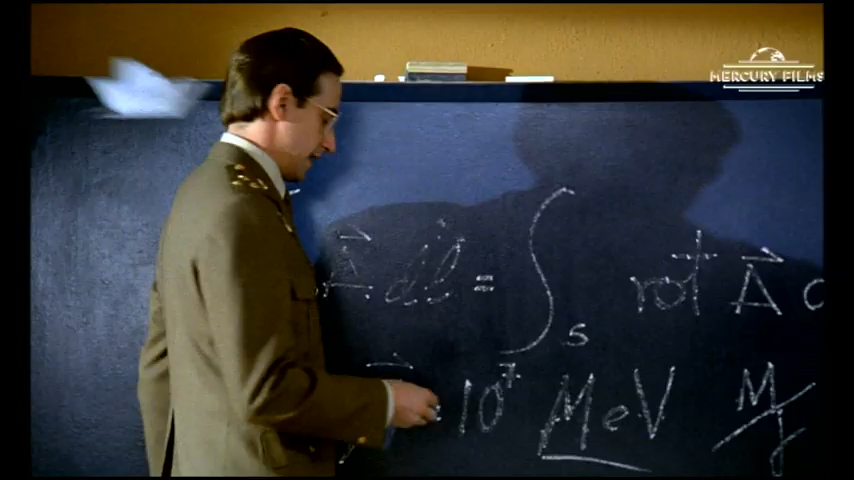 MERCURY FILMS
A⃗ dl⃗ = ∫ₛ rot A⃗
10⁷ MeV M/